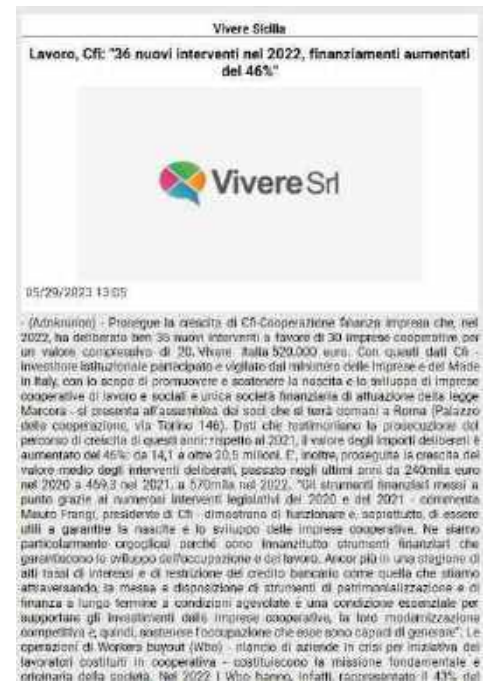 Vivere Sicilia
Lavoro, Cfi: "36 nuovi interventi nel 2022, finanziamenti aumentati
del 46%"
Vivere Srl
05/29/2023 13:05
- (Adnkronos) - Prosegue la crescita di Cfi-Cooperazione finanza impresa che, nel
2022, ha deliberato ben 36 nuovi interventi a favore di 30 imprese cooperative per
un valore complessivo di 20. Vivere Italia 520.000 euro. Con questi dati Cfi -
investitore istituzionale partecipato e vigilato dal ministero delle Imprese e del Made
in Italy, con lo scopo di promuovere e sostenere la nascita e lo sviluppo di imprese
cooperative di lavoro e sociali e unica società finanziaria di attuazione della legge
Marcora - si presenta all'assemblea dei soci che si terrà domani a Roma (Palazzo
della cooperazione, via Torino 146). Dati che testimoniano la prosecuzione del
percorso di crescita di questi anni: rispetto al 2021, il valore degli importi deliberati è
aumentato del 46%: da 14,1 a oltre 20,5 milioni. E', inoltre, proseguita la crescita del
valore medio degli interventi deliberati, passato negli ultimi anni da 240mila euro
nel 2020 a 469,3 nel 2021, a 570mila nel 2022. "Gli strumenti finanziari messi a
punto grazie ai numerosi interventi legislativi del 2020 e del 2021 - commenta
Mauro Frangi, presidente di Cfi - dimostrano di funzionare e, soprattutto, di essere
utili a garantire la nascita e lo sviluppo delle imprese cooperative. Ne siamo
particolarmente orgogliosi perché sono innanzitutto strumenti finanziari che
garantiscono lo sviluppo dell'occupazione e del lavoro. Ancor più in una stagione di
alti tassi di interessi e di restrizione del credito bancario come quella che stiamo
attraversando, la messa a disposizione di strumenti di patrimonializzazione e di
finanza a lungo termine a condizioni agevolate è una condizione essenziale per
supportare gli investimenti delle imprese cooperative, la loro modernizzazione
competitiva e, quindi, sostenere l'occupazione che esse sono capaci di generare". Le
operazioni di Workers buyout (Wbo) - rilancio di aziende in crisi per iniziativa dei
lavoratori costituiti in cooperativa - costituiscono la missione fondamentale e
originaria della società. Nel 2022 i Wbo hanno, infatti, rappresentato il 43% del